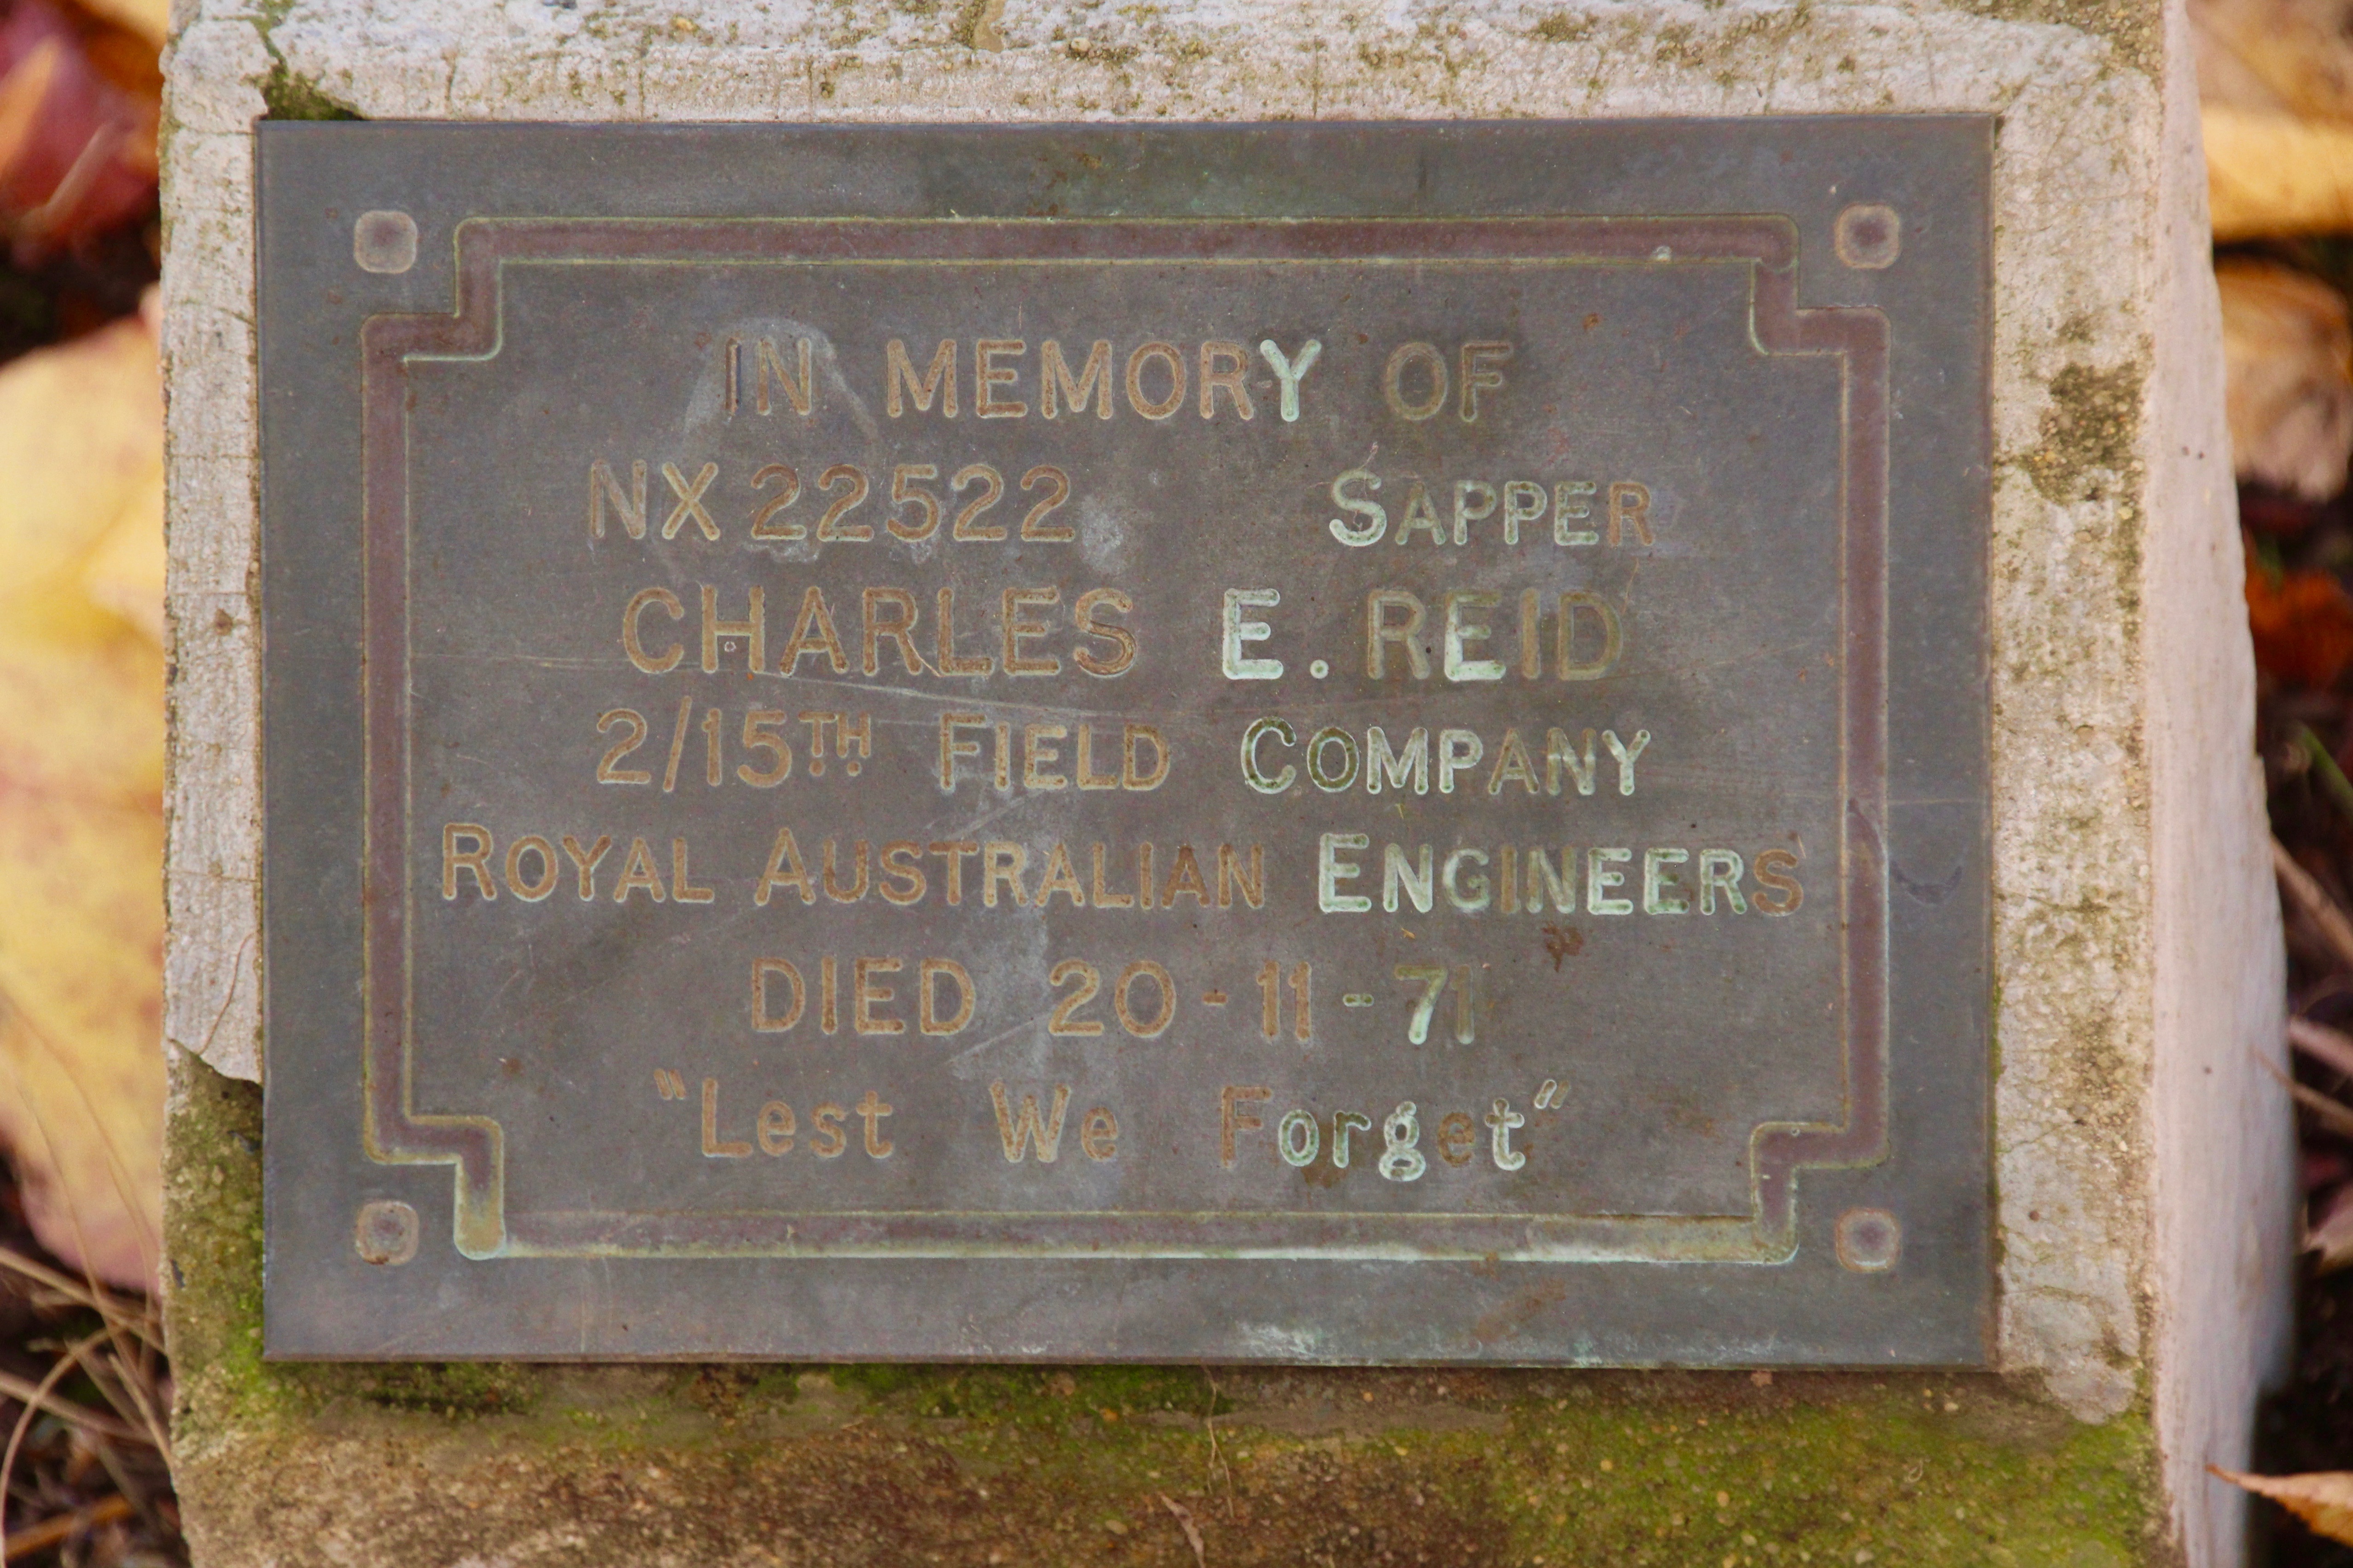 IN MEMORY OF
NX 22522 SAPPER
CHARLES E. REID
2/15TH FIELD COMPANY
ROYAL AUSTRALIAN ENGINEERS
DIED 20-11-71
"Lest We Forget"